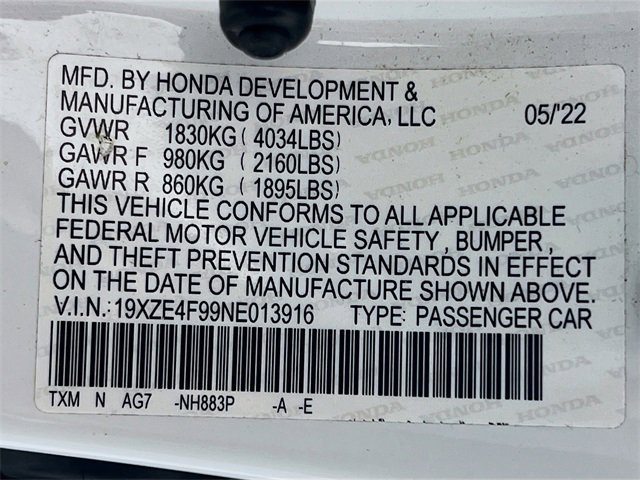 MFD. BY HONDA DEVELOPMENT &
MANUFACTURING OF AMERICA, LLC 05/'22
GVWR 1830KG ( 4034LBS)
GAWR F 980KG ( 2160LBS)
GAWR R 860KG ( 1895LBS)
THIS VEHICLE CONFORMS TO ALL APPLICABLE
FEDERAL MOTOR VEHICLE SAFETY, BUMPER,
AND THEFT PREVENTION STANDARDS IN EFFECT
ON THE DATE OF MANUFACTURE SHOWN ABOVE.
V.I.N.:19XZE4F99NE013916 TYPE: PASSENGER CAR
TXM N AG7 -NH883P -A -E